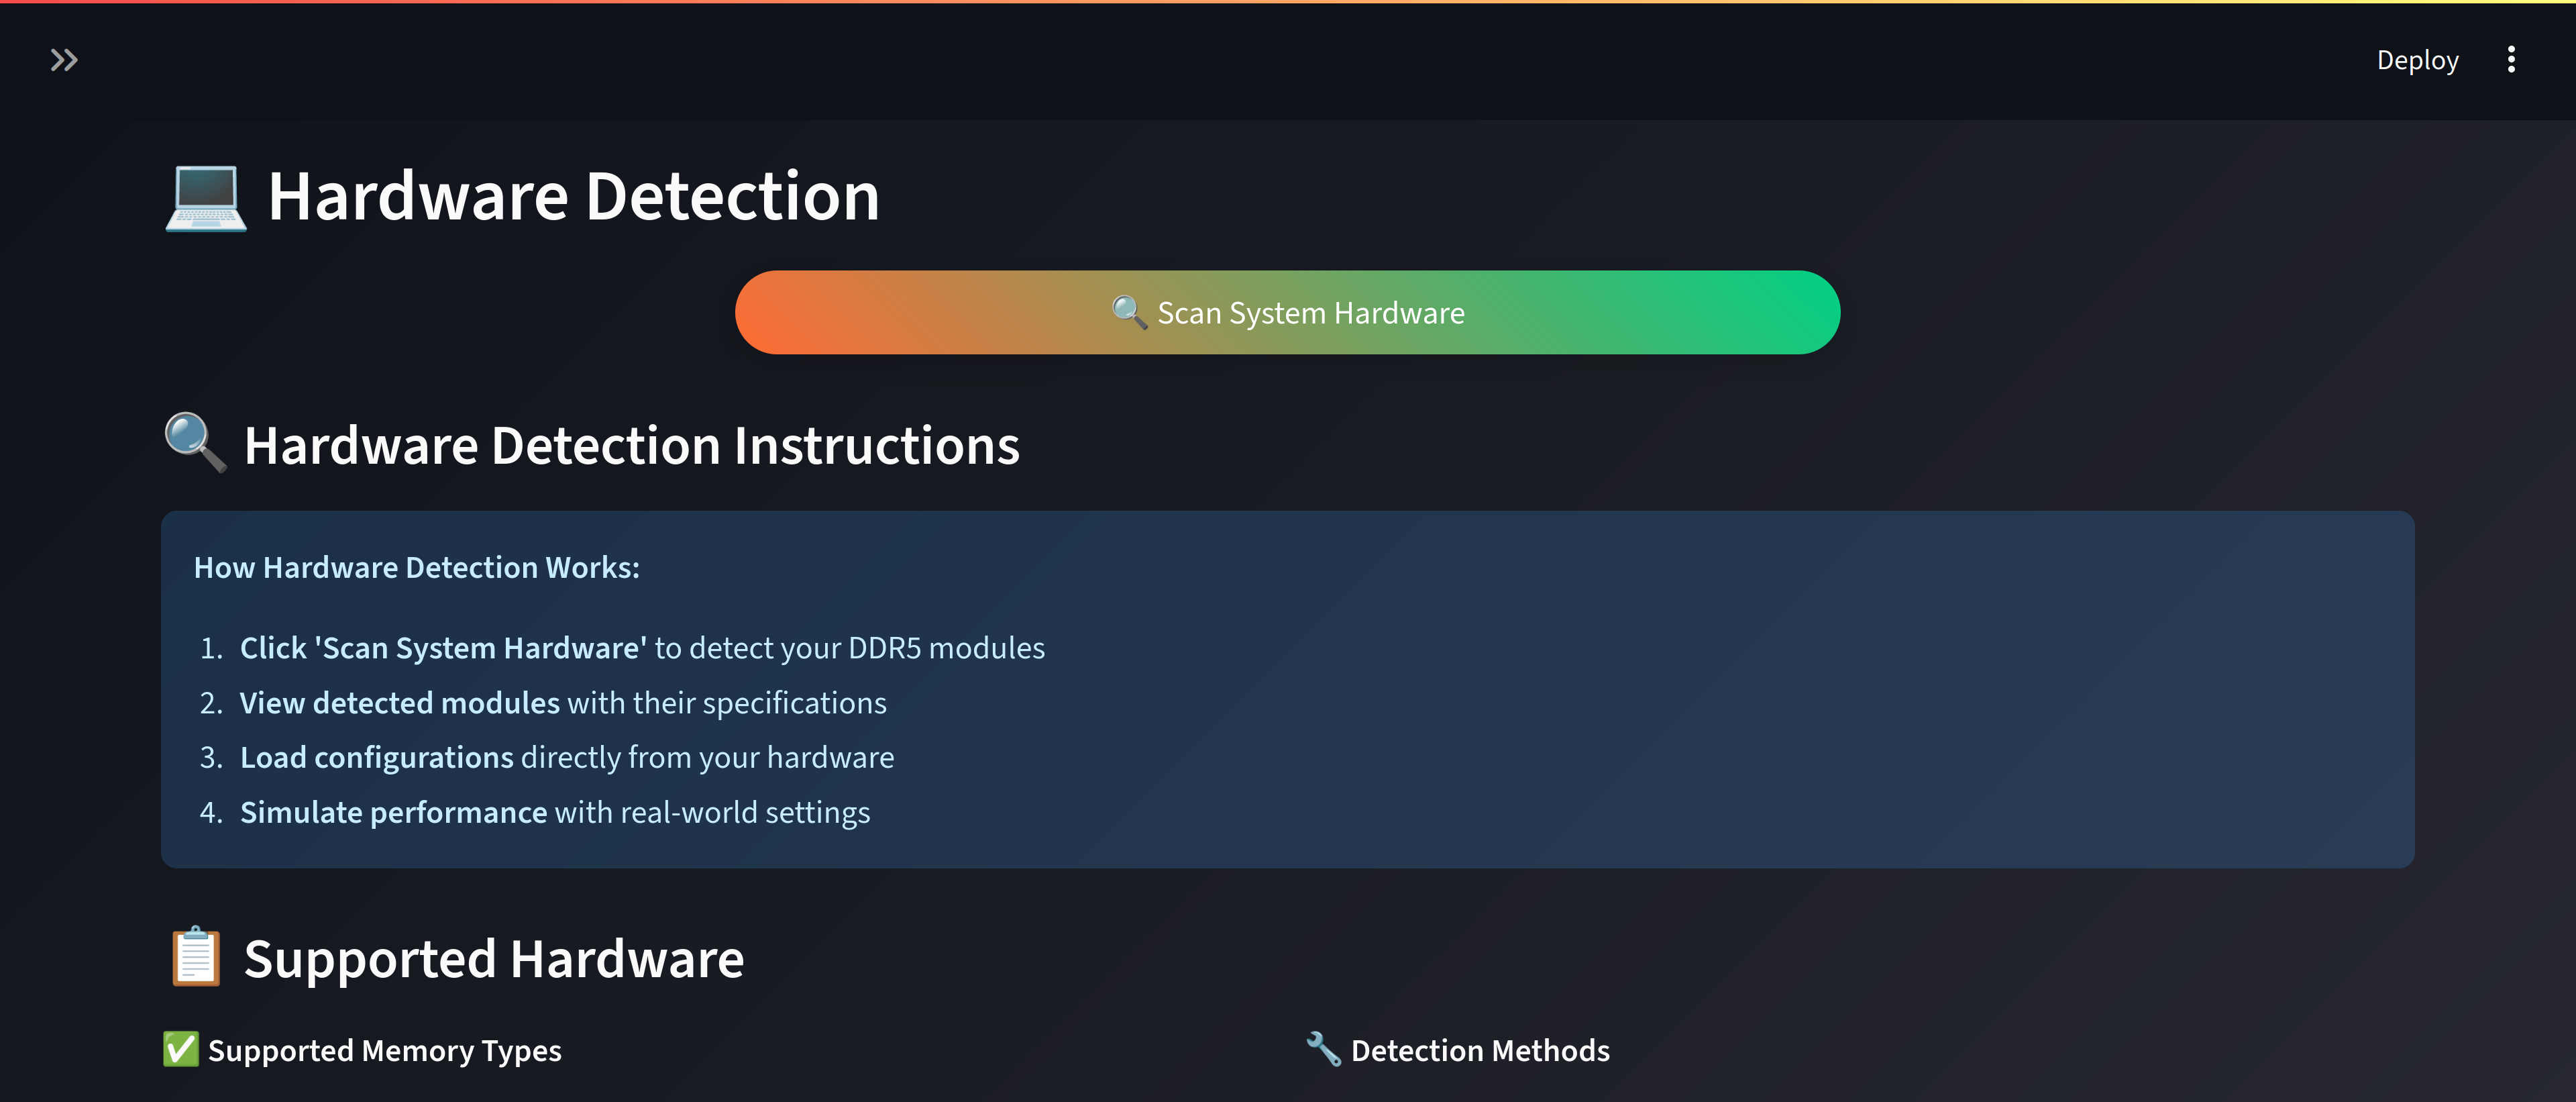 Deploy
Hardware Detection
Scan System Hardware
Hardware Detection Instructions
How Hardware Detection Works:
1. Click 'Scan System Hardware' to detect your DDR5 modules
2. View detected modules with their specifications
3. Load configurations directly from your hardware
4. Simulate performance with real-world settings
Supported Hardware
Supported Memory Types
Detection Methods